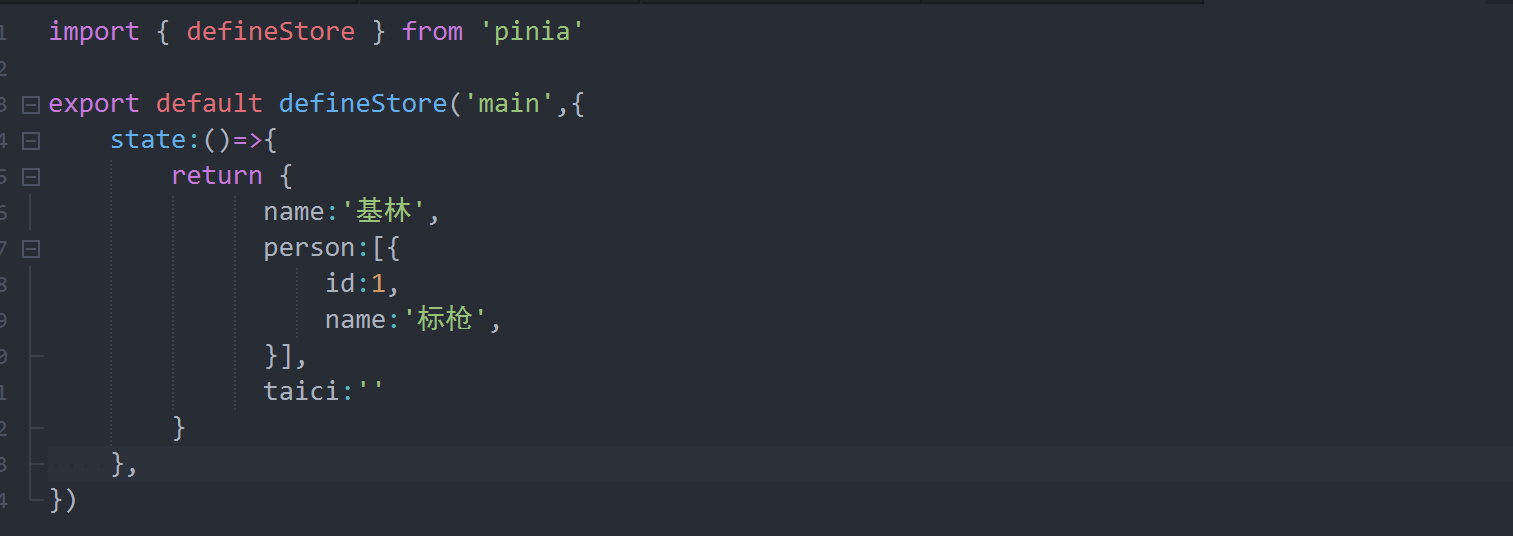 1 import { defineStore } from 'pinia'
2
3 export default defineStore('main',{
4     state:()=>{
5         return {
6               name:'基林',
7               person:[{
8                   id:1,
9                   name:'标枪',
0               }],
1               taici:''
2         }
3     },
4 })